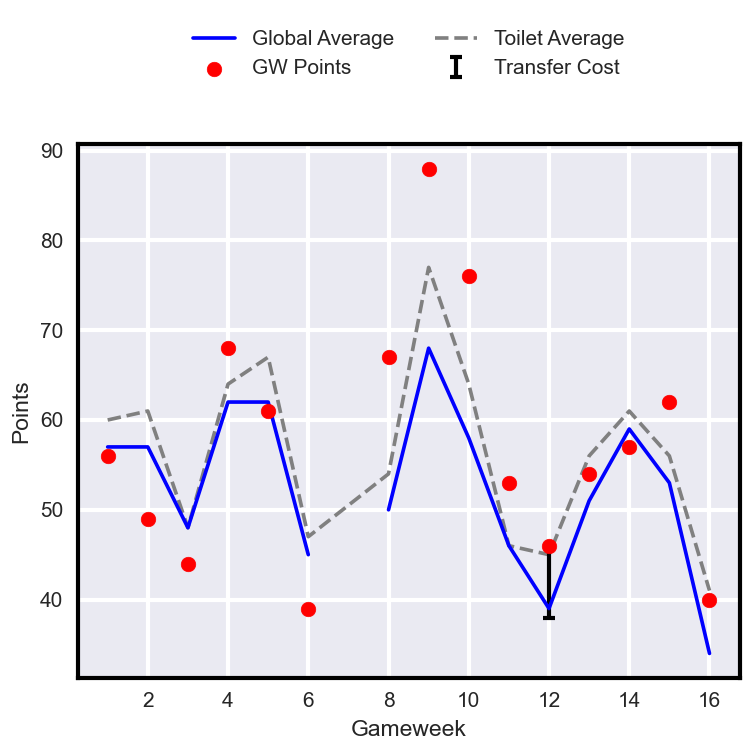 Global Average
Toilet Average
GW Points
Transfer Cost
90
80
70
60
50
40
Points
2 4 6 8 10 12 14 16
Gameweek